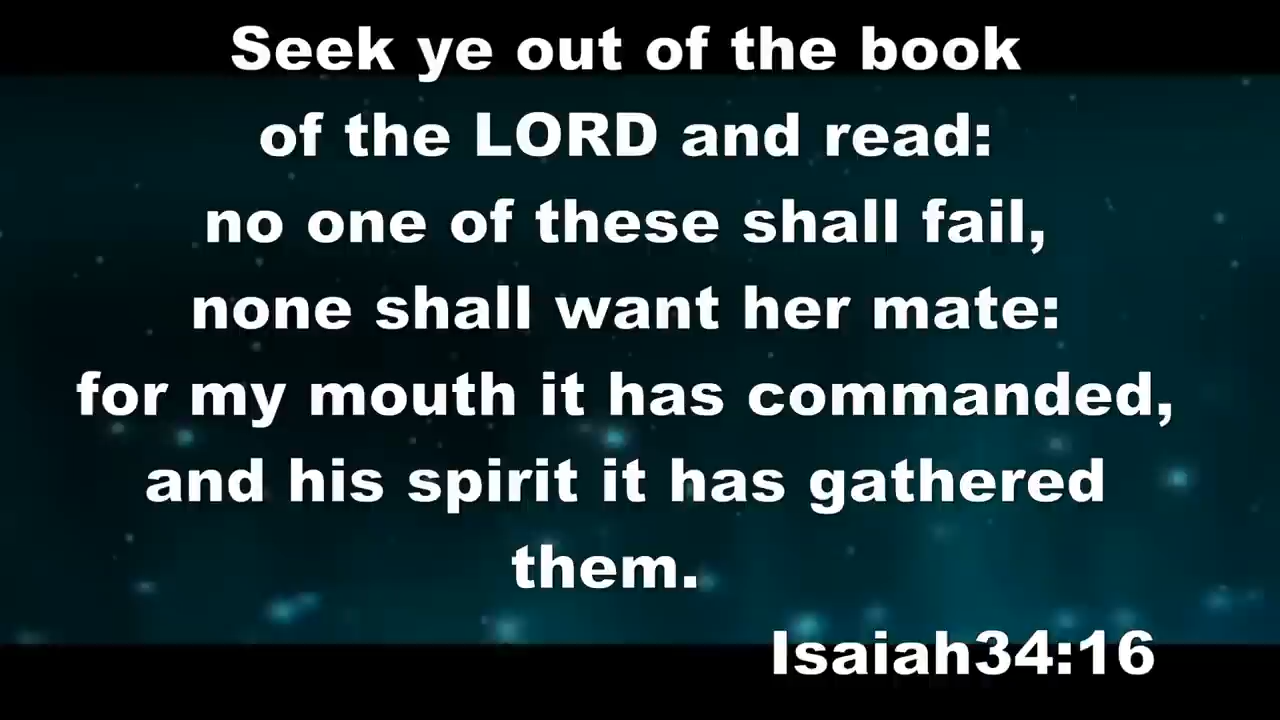 Seek ye out of the book
of the LORD and read:
no one of these shall fail,
none shall want her mate:
for my mouth it has commanded,
and his spirit it has gathered
them.
Isaiah34:16